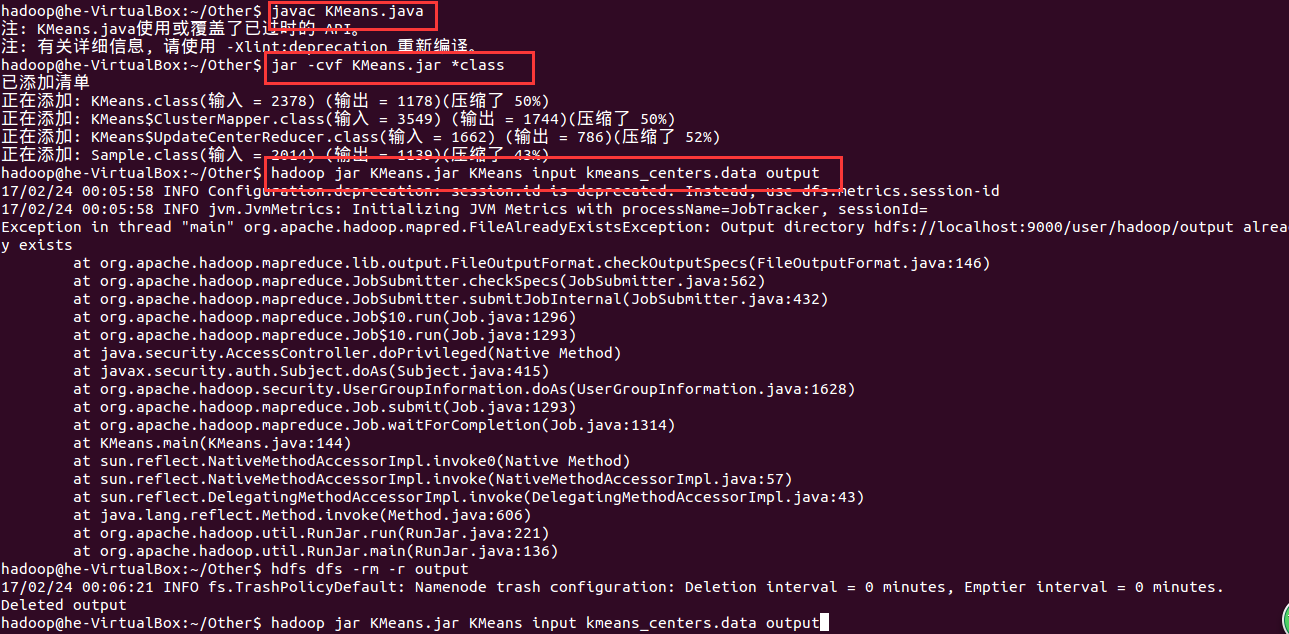 hadoop@he-VirtualBox:~/Other$ javac KMeans.java
注: KMeans.java使用或覆盖了已过时的 API。
注: 有关详细信息, 请使用 -Xlint:deprecation 重新编译。
hadoop@he-VirtualBox:~/Other$ jar -cvf KMeans.jar *class
已添加清单
正在添加: KMeans.class(输入 = 2378) (输出 = 1178)(压缩了 50%)
正在添加: KMeans$ClusterMapper.class(输入 = 3549) (输出 = 1744)(压缩了 50%)
正在添加: KMeans$UpdateCenterReducer.class(输入 = 1662) (输出 = 786)(压缩了 52%)
正在添加: Sample.class(输入 = 2014) (输出 = 1139)(压缩了 43%)
hadoop@he-VirtualBox:~/Other$ hadoop jar KMeans.jar KMeans input kmeans_centers.data output
17/02/24 00:05:58 INFO Configuration.deprecation: session.id is deprecated. Instead, use dfs.metrics.session-id
17/02/24 00:05:58 INFO jvm.JvmMetrics: Initializing JVM Metrics with processName=JobTracker, sessionId=
Exception in thread "main" org.apache.hadoop.mapred.FileAlreadyExistsException: Output directory hdfs://localhost:9000/user/hadoop/output alread
y exists
at org.apache.hadoop.mapreduce.lib.output.FileOutputFormat.checkOutputSpecs(FileOutputFormat.java:146)
at org.apache.hadoop.mapreduce.JobSubmitter.checkSpecs(JobSubmitter.java:562)
at org.apache.hadoop.mapreduce.JobSubmitter.submitJobInternal(JobSubmitter.java:432)
at org.apache.hadoop.mapreduce.Job$10.run(Job.java:1296)
at org.apache.hadoop.mapreduce.Job$10.run(Job.java:1293)
at java.security.AccessController.doPrivileged(Native Method)
at javax.security.auth.Subject.doAs(Subject.java:415)
at org.apache.hadoop.security.UserGroupInformation.doAs(UserGroupInformation.java:1628)
at org.apache.hadoop.mapreduce.Job.submit(Job.java:1293)
at org.apache.hadoop.mapreduce.Job.waitForCompletion(Job.java:1314)
at KMeans.main(KMeans.java:144)
at sun.reflect.NativeMethodAccessorImpl.invoke0(Native Method)
at sun.reflect.NativeMethodAccessorImpl.invoke(NativeMethodAccessorImpl.java:57)
at sun.reflect.DelegatingMethodAccessorImpl.invoke(DelegatingMethodAccessorImpl.java:43)
at java.lang.reflect.Method.invoke(Method.java:606)
at org.apache.hadoop.util.RunJar.run(RunJar.java:221)
at org.apache.hadoop.util.RunJar.main(RunJar.java:136)
hadoop@he-VirtualBox:~/Other$ hdfs dfs -rm -r output
17/02/24 00:06:21 INFO fs.TrashPolicyDefault: Namenode trash configuration: Deletion interval = 0 minutes, Emptier interval = 0 minutes.
Deleted output
hadoop@he-VirtualBox:~/Other$ hadoop jar KMeans.jar KMeans input kmeans_centers.data output